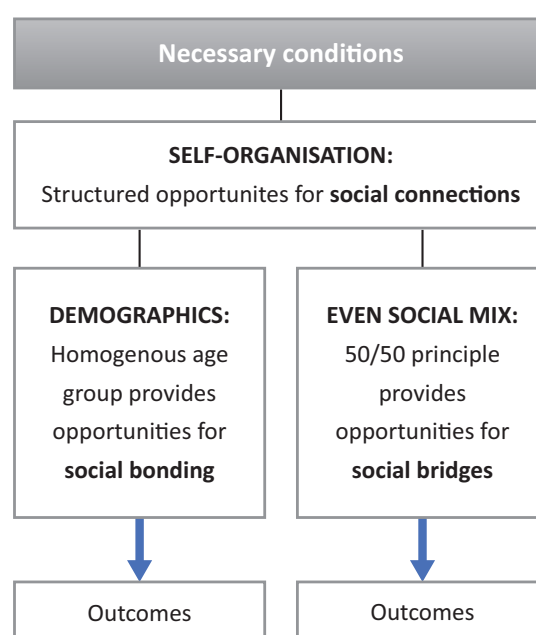 Necessary conditions
SELF-ORGANISATION:
Structured opportunites for social connections
DEMOGRAPHICS:
Homogenous age
group provides
opportunities for
social bonding
EVEN SOCIAL MIX:
50/50 principle
provides
opportunities for
social bridges
Outcomes
Outcomes